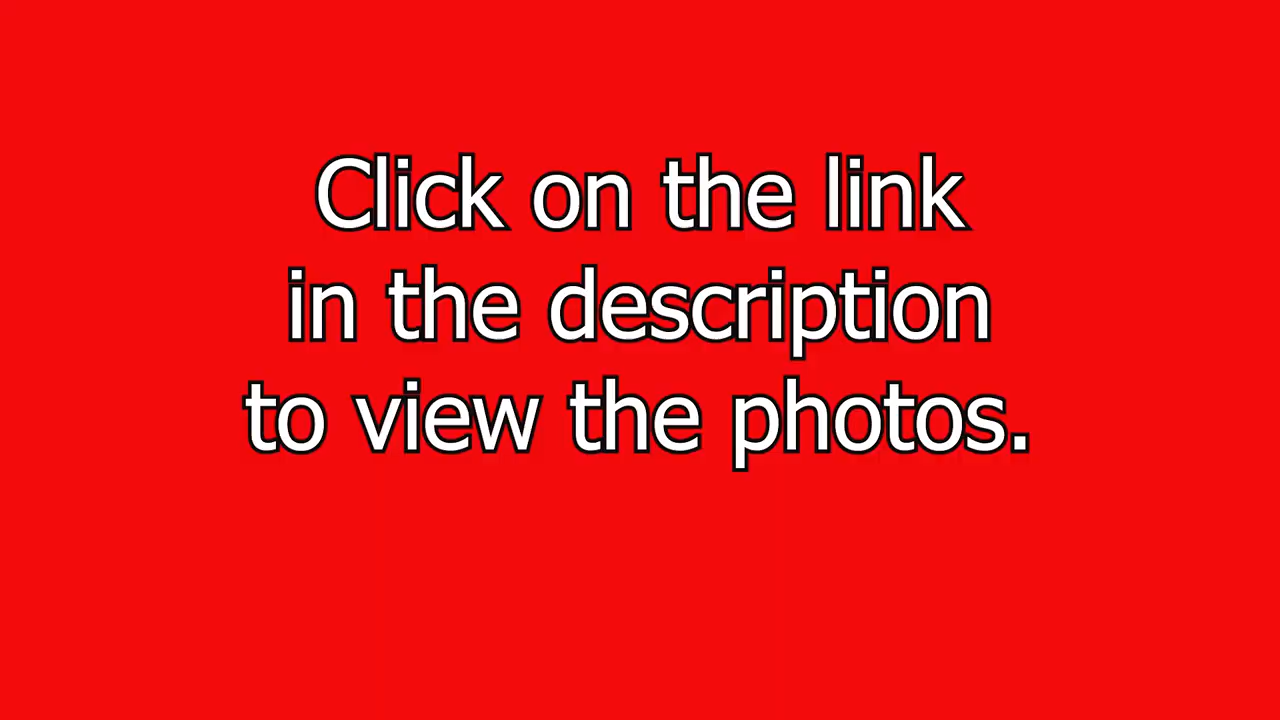 Click on the link
in the description
to view the photos.